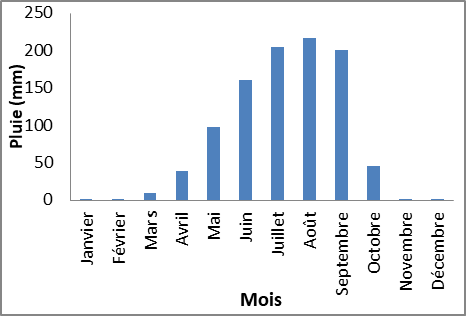 Pluie (mm)
250
200
150
100
50
0
Janvier
Février
Mars
Avril
Mai
Juin
Juillet
Août
Septembre
Octobre
Novembre
Décembre
Mois